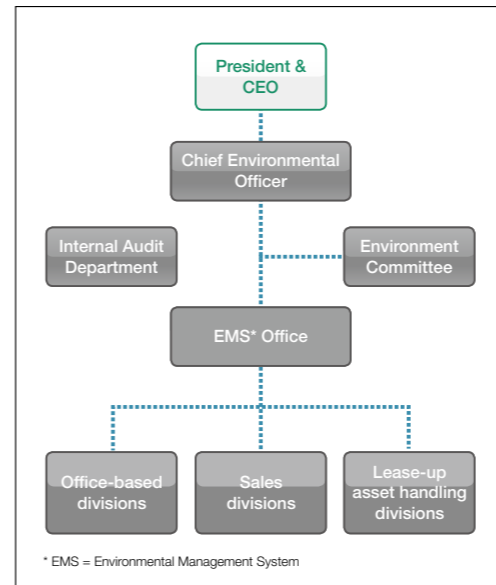 President &
CEO
Chief Environmental
Officer
Internal Audit
Department
Environment
Committee
EMS* Office
Office-based
divisions
Sales
divisions
Lease-up
asset handling
divisions
* EMS = Environmental Management System